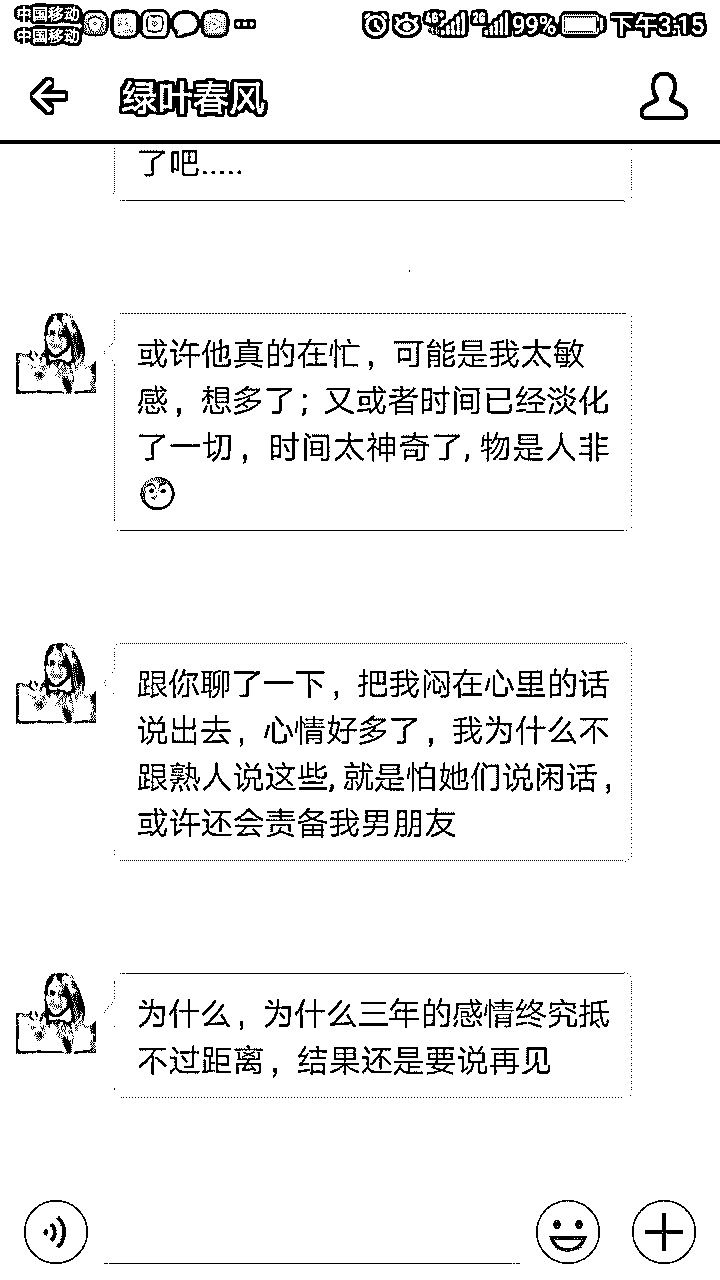 中国移动
中国移动
4G 2G 99% 下午3:15
绿叶春风
了吧.....
或许他真的在忙，可能是我太敏
感，想多了；又或者时间已经淡化
了一切，时间太神奇了,物是人非
跟你聊了一下，把我闷在心里的话
说出去，心情好多了，我为什么不
跟熟人说这些,就是怕她们说闲话，
或许还会责备我男朋友
为什么，为什么三年的感情终究抵
不过距离，结果还是要说再见